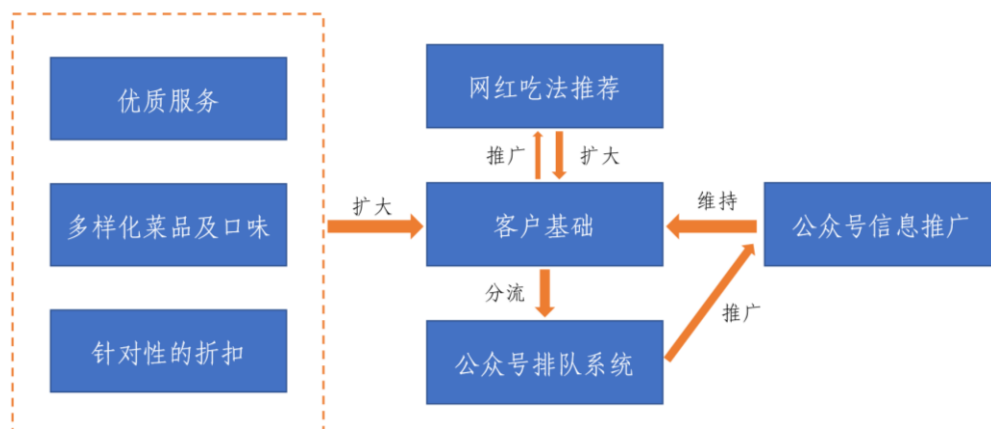 优质服务
多样化菜品及口味
针对性的折扣
扩大
网红吃法推荐
推广
扩大
客户基础
分流
公众号排队系统
维持
推广
公众号信息推广